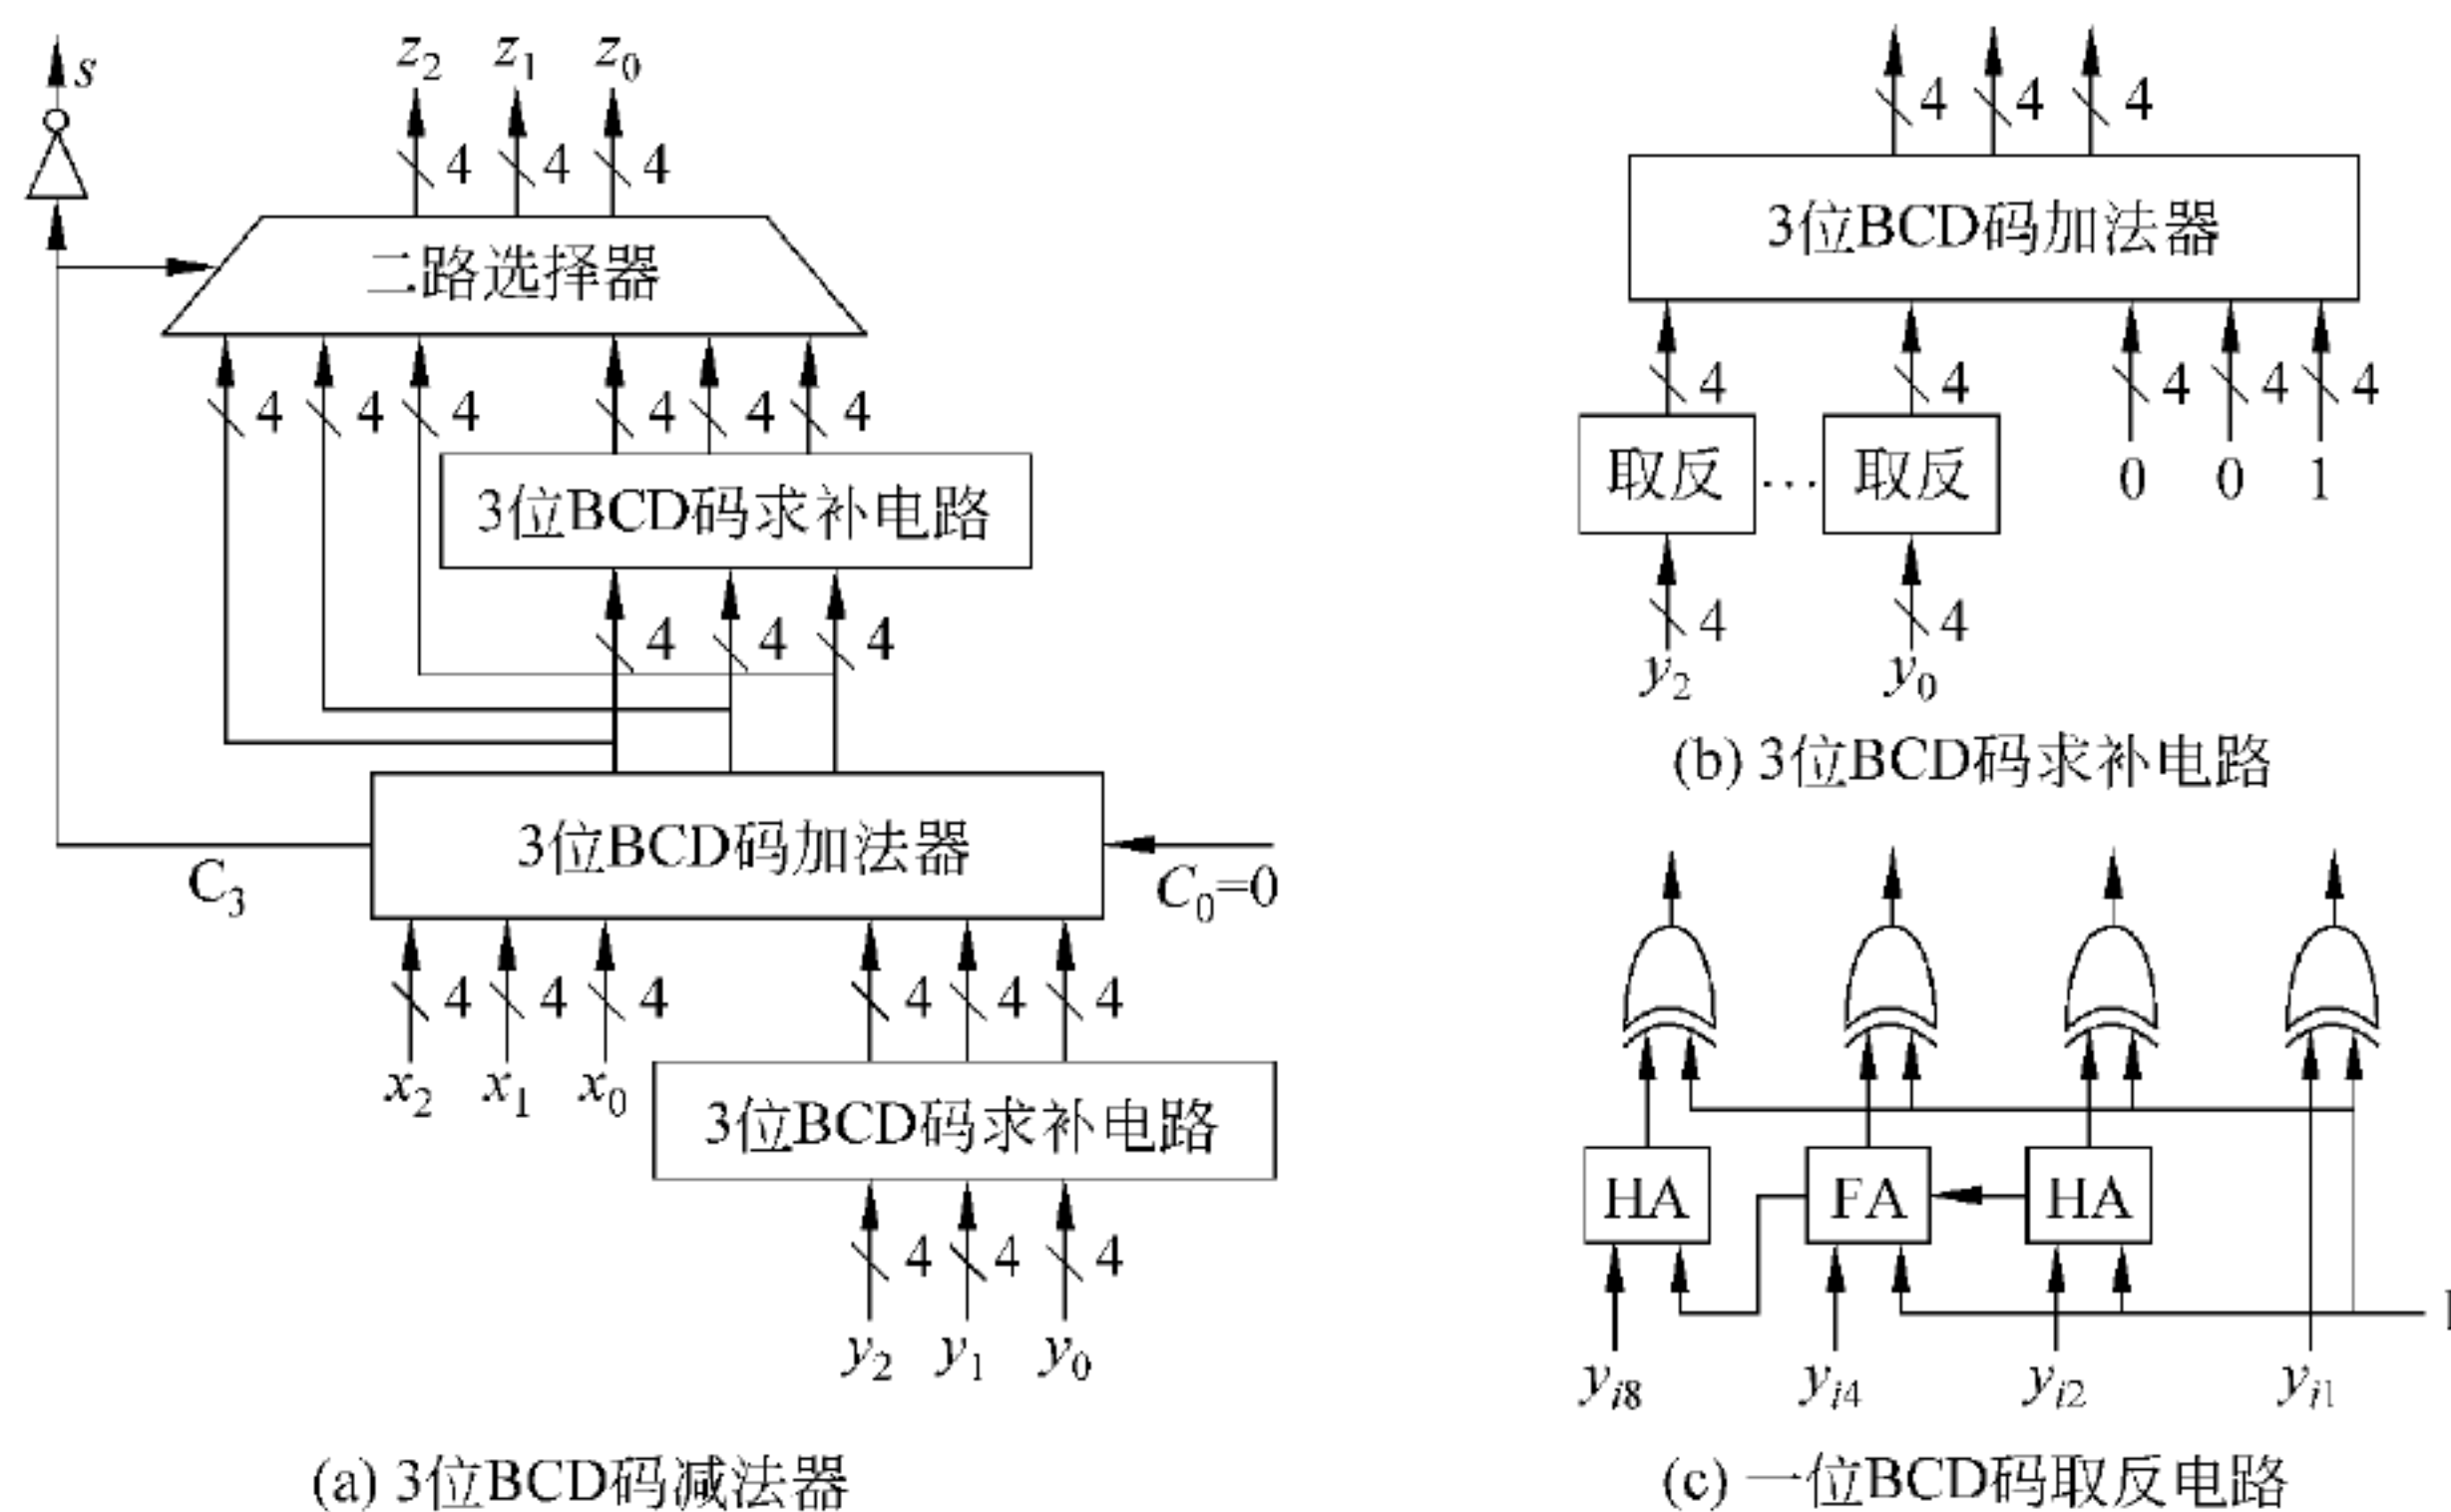 s
z2 z1 z0
4 4 4
二路选择器
4 4 4 4 4 4
3位BCD码求补电路
4 4 4
3位BCD码加法器
C3
C0=0
4 4 4 4 4 4
x2 x1 x0
3位BCD码求补电路
4 4 4
y2 y1 y0
(a) 3位BCD码减法器
4 4 4
3位BCD码加法器
4 4 4 4 4
取反 … 取反 0 0 1
4 4
y2 y0
(b) 3位BCD码求补电路
HA FA HA
yi8 yi4 yi2 yi1
(c) 一位BCD码取反电路